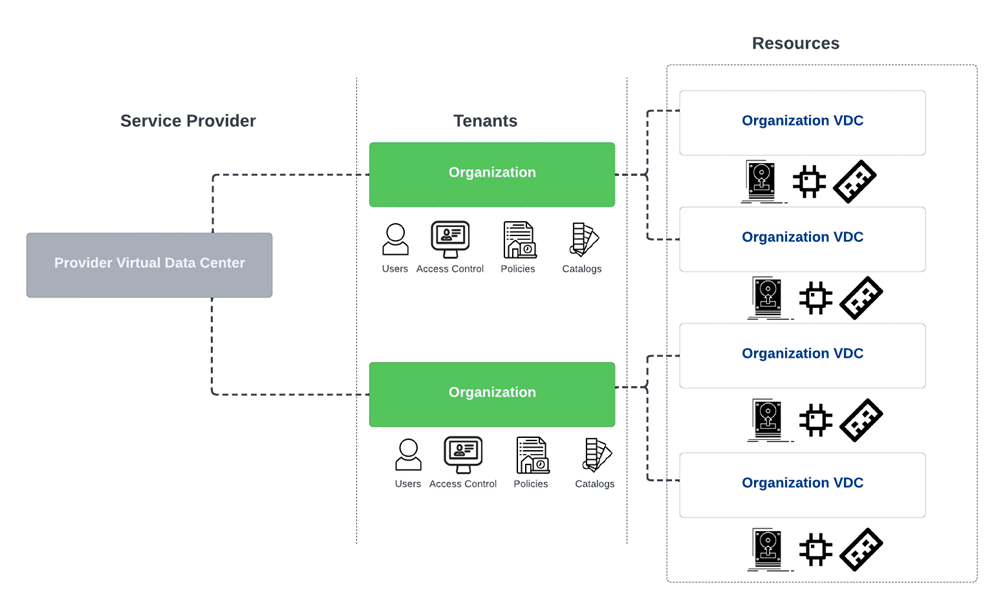 Resources
Service Provider
Tenants
Organization VDC
Organization
Organization VDC
Provider Virtual Data Center
Users
Access Control
Policies
Catalogs
Organization VDC
Organization
Organization VDC
Users
Access Control
Policies
Catalogs